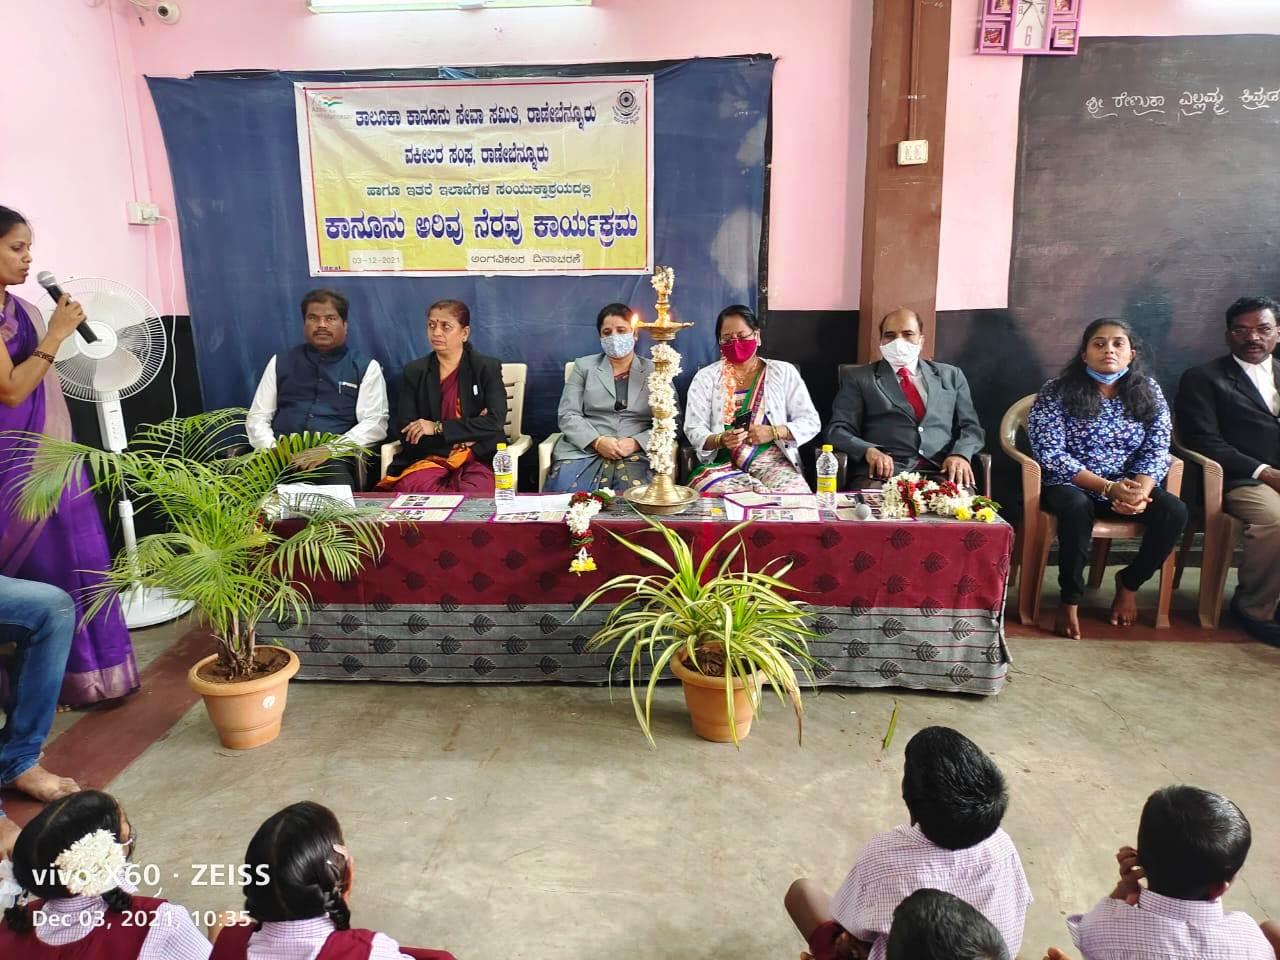 ತಾಲೂಕಾ ಕಾನೂನು ಸೇವಾ ಸಮಿತಿ, ರಾಣೇಬೆನ್ನೂರು
ವಕೀಲರ ಸಂಘ, ರಾಣೇಬೆನ್ನೂರು
ಹಾಗೂ ಇತರೆ ಇಲಾಖೆಗಳ ಸಂಯುಕ್ತಾಶ್ರಯದಲ್ಲಿ
ಕಾನೂನು ಅರಿವು ನೆರವು ಕಾರ್ಯಕ್ರಮ
03-12-2021 ಅಂಗವಿಕಲರ ದಿನಾಚರಣೆ
ಶ್ರೀ ರೇಣುಕಾ ಎಲ್ಲಮ್ಮ ಕಿವುಡ
6
vivo X60 · ZEISS
Dec 03, 2021, 10:35